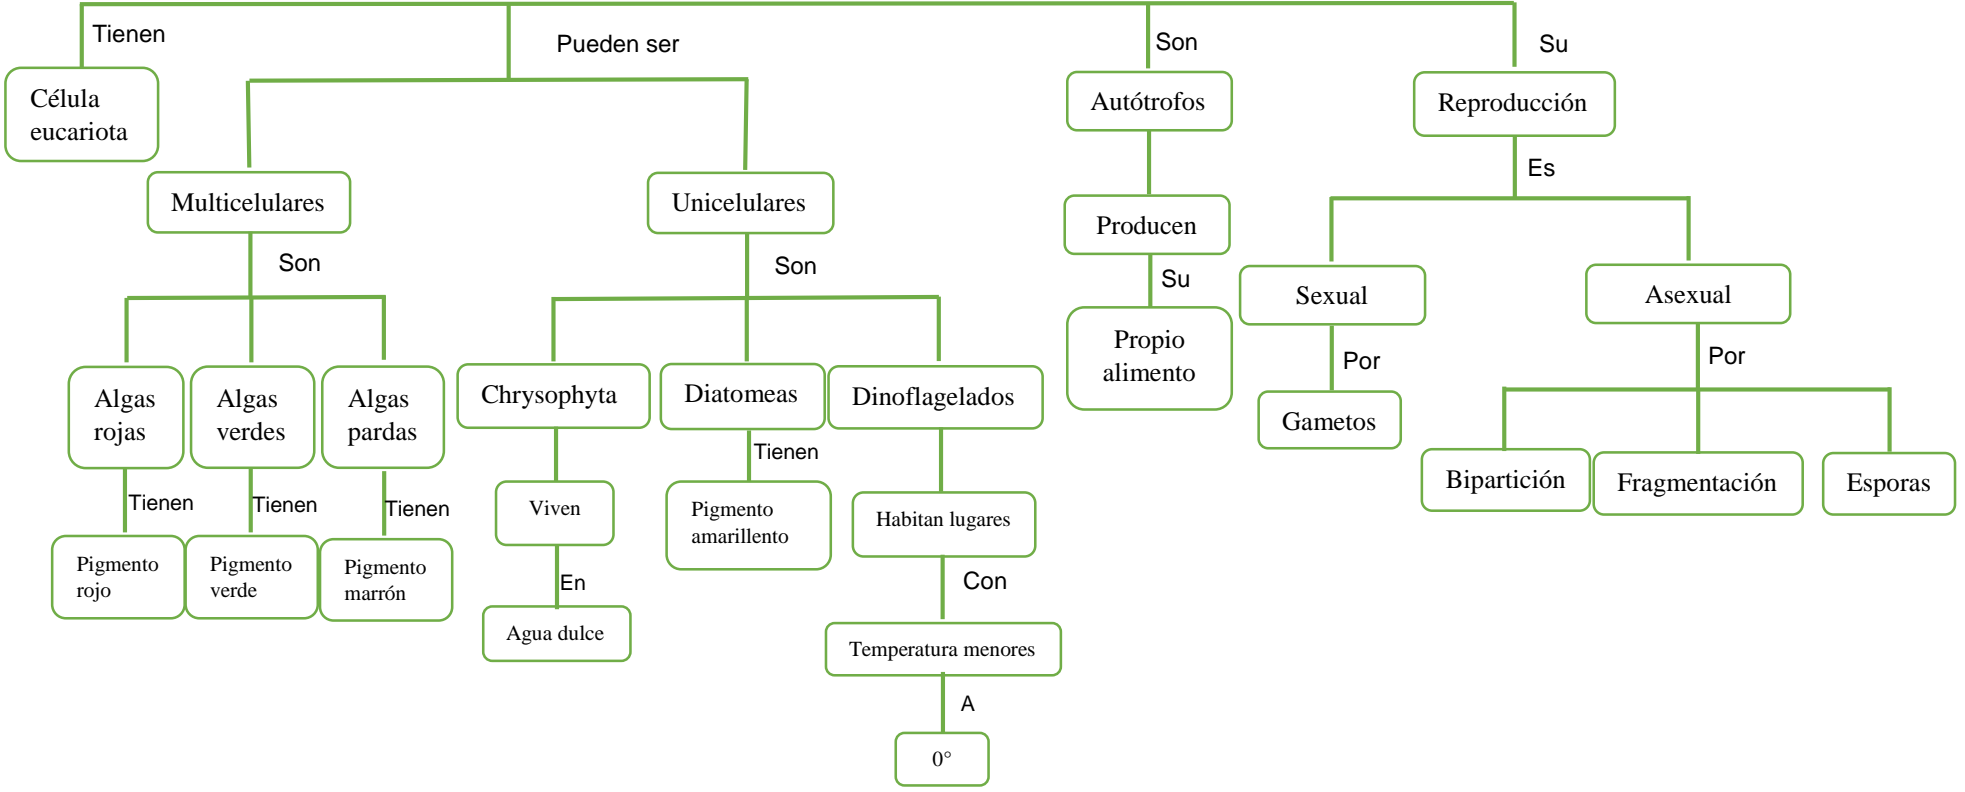 Tienen
Pueden ser
Son
Su
Célula
eucariota
Autótrofos
Reproducción
Es
Multicelulares
Unicelulares
Producen
Son
Son
Su
Sexual
Asexual
Propio
alimento
Por
Por
Algas
rojas
Algas
verdes
Algas
pardas
Chrysophyta
Diatomeas
Dinoflagelados
Gametos
Tienen
Bipartición
Fragmentación
Esporas
Tienen
Tienen
Tienen
Viven
Pigmento
amarillento
Habitan lugares
Pigmento
rojo
Pigmento
verde
Pigmento
marrón
En
Con
Agua dulce
Temperatura menores
A
0°